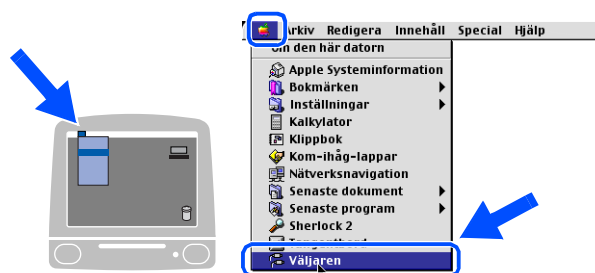 Arkiv Redigera Innehåll Special Hjälp
Om den här datorn
Apple Systeminformation
Bokmärken
Inställningar
Kalkylator
Klippbok
Kom-ihåg-lappar
Nätverksnavigation
Senaste dokument
Senaste program
Sherlock 2
Tangentbord
Väljaren